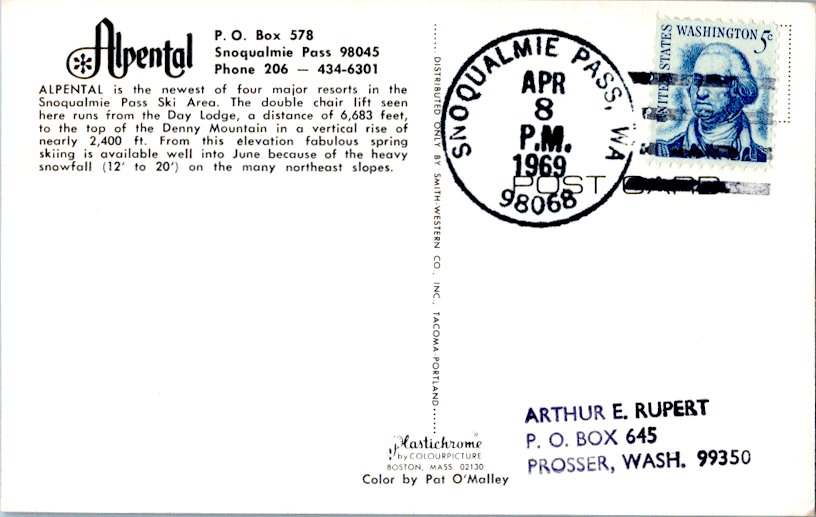 Alpental
P. O. Box 578
Snoqualmie Pass 98045
Phone 206 — 434-6301
ALPENTAL is the newest of four major resorts in the
Snoqualmie Pass Ski Area. The double chair lift seen
here runs from the Day Lodge, a distance of 6,683 feet,
to the top of the Denny Mountain in a vertical rise of
nearly 2,400 ft. From this elevation fabulous spring
skiing is available well into June because of the heavy
snowfall (12' to 20') on the many northeast slopes.
DISTRIBUTED ONLY BY SMITH-WESTERN CO., INC., TACOMA-PORTLAND
SNOQUALMIE PASS, WA
APR
8
P.M.
1969
98068
UNITED STATES
WASHINGTON 5c
POST CARD
ARTHUR E. RUPERT
P. O. BOX 645
PROSSER, WASH. 99350
Plastichrome
by COLOURPICTURE
BOSTON, MASS. 02130
Color by Pat O'Malley